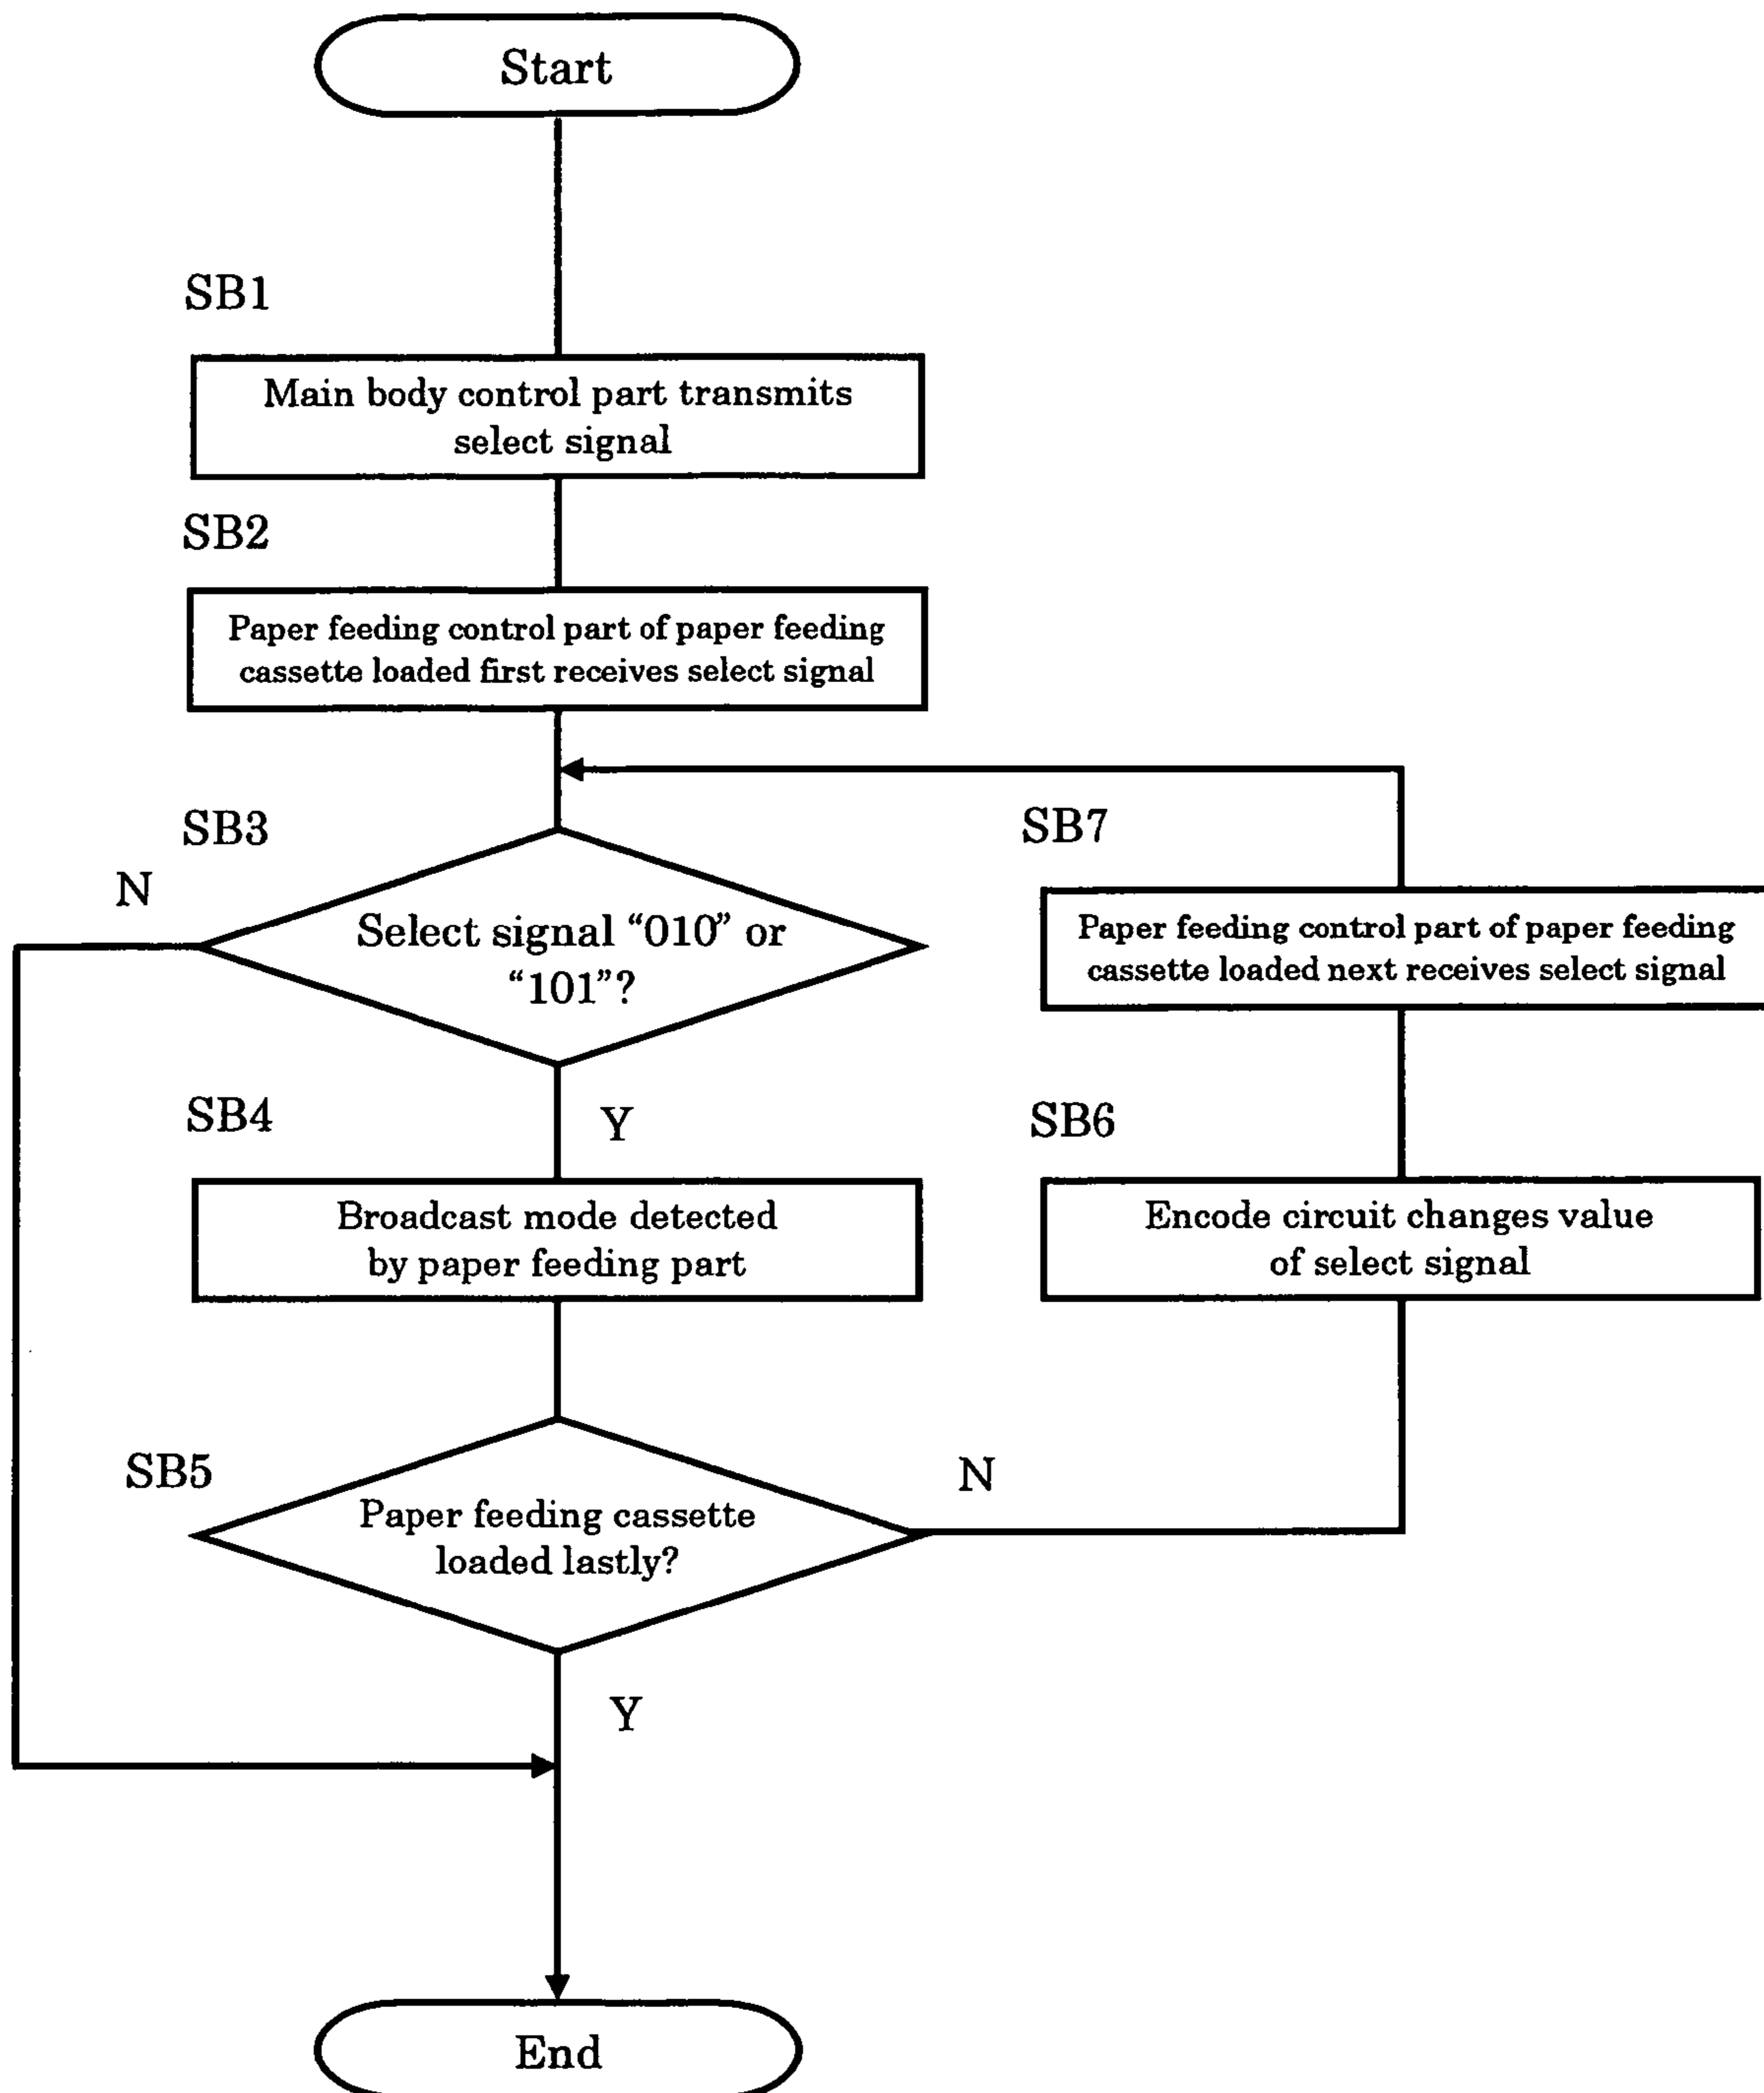 Start
SB1
Main body control part transmits
select signal
SB2
Paper feeding control part of paper feeding
cassette loaded first receives select signal
SB3
N
Select signal “010” or
“101”?
Y
SB4
Broadcast mode detected
by paper feeding part
SB5
Paper feeding cassette
loaded lastly?
N
Y
SB6
Encode circuit changes value
of select signal
SB7
Paper feeding control part of paper feeding
cassette loaded next receives select signal
End